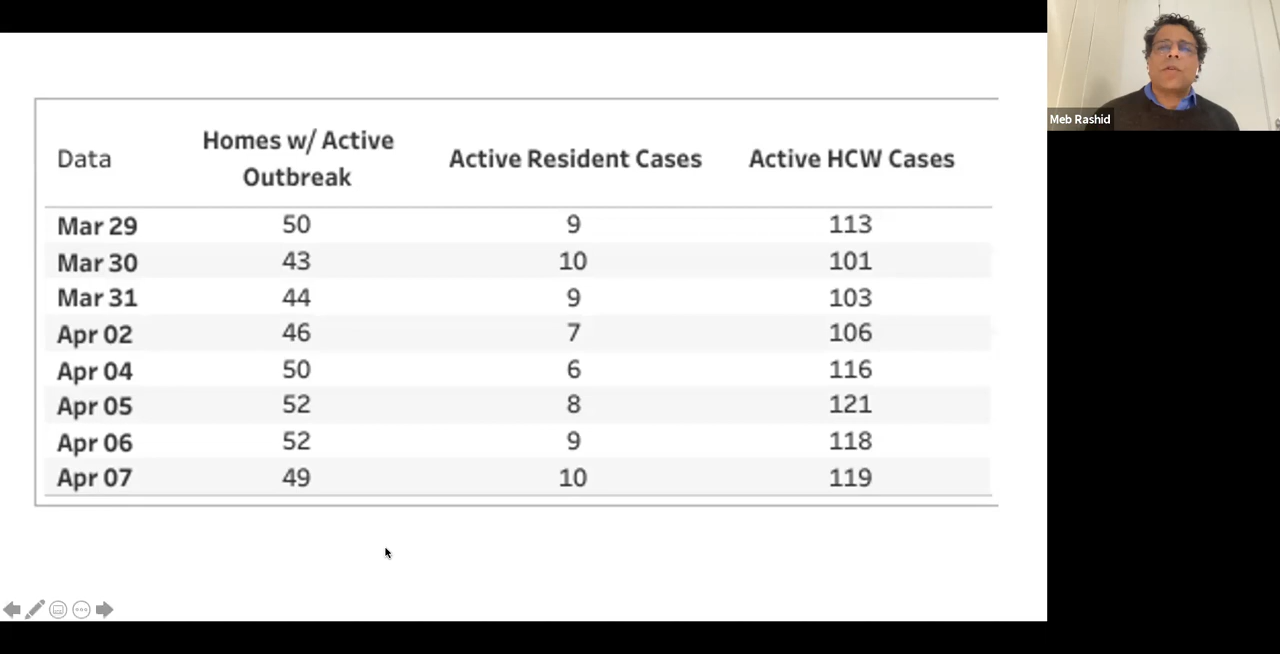 Data Homes w/ Active Outbreak Active Resident Cases Active HCW Cases
Mar 29 50 9 113
Mar 30 43 10 101
Mar 31 44 9 103
Apr 02 46 7 106
Apr 04 50 6 116
Apr 05 52 8 121
Apr 06 52 9 118
Apr 07 49 10 119
Meb Rashid